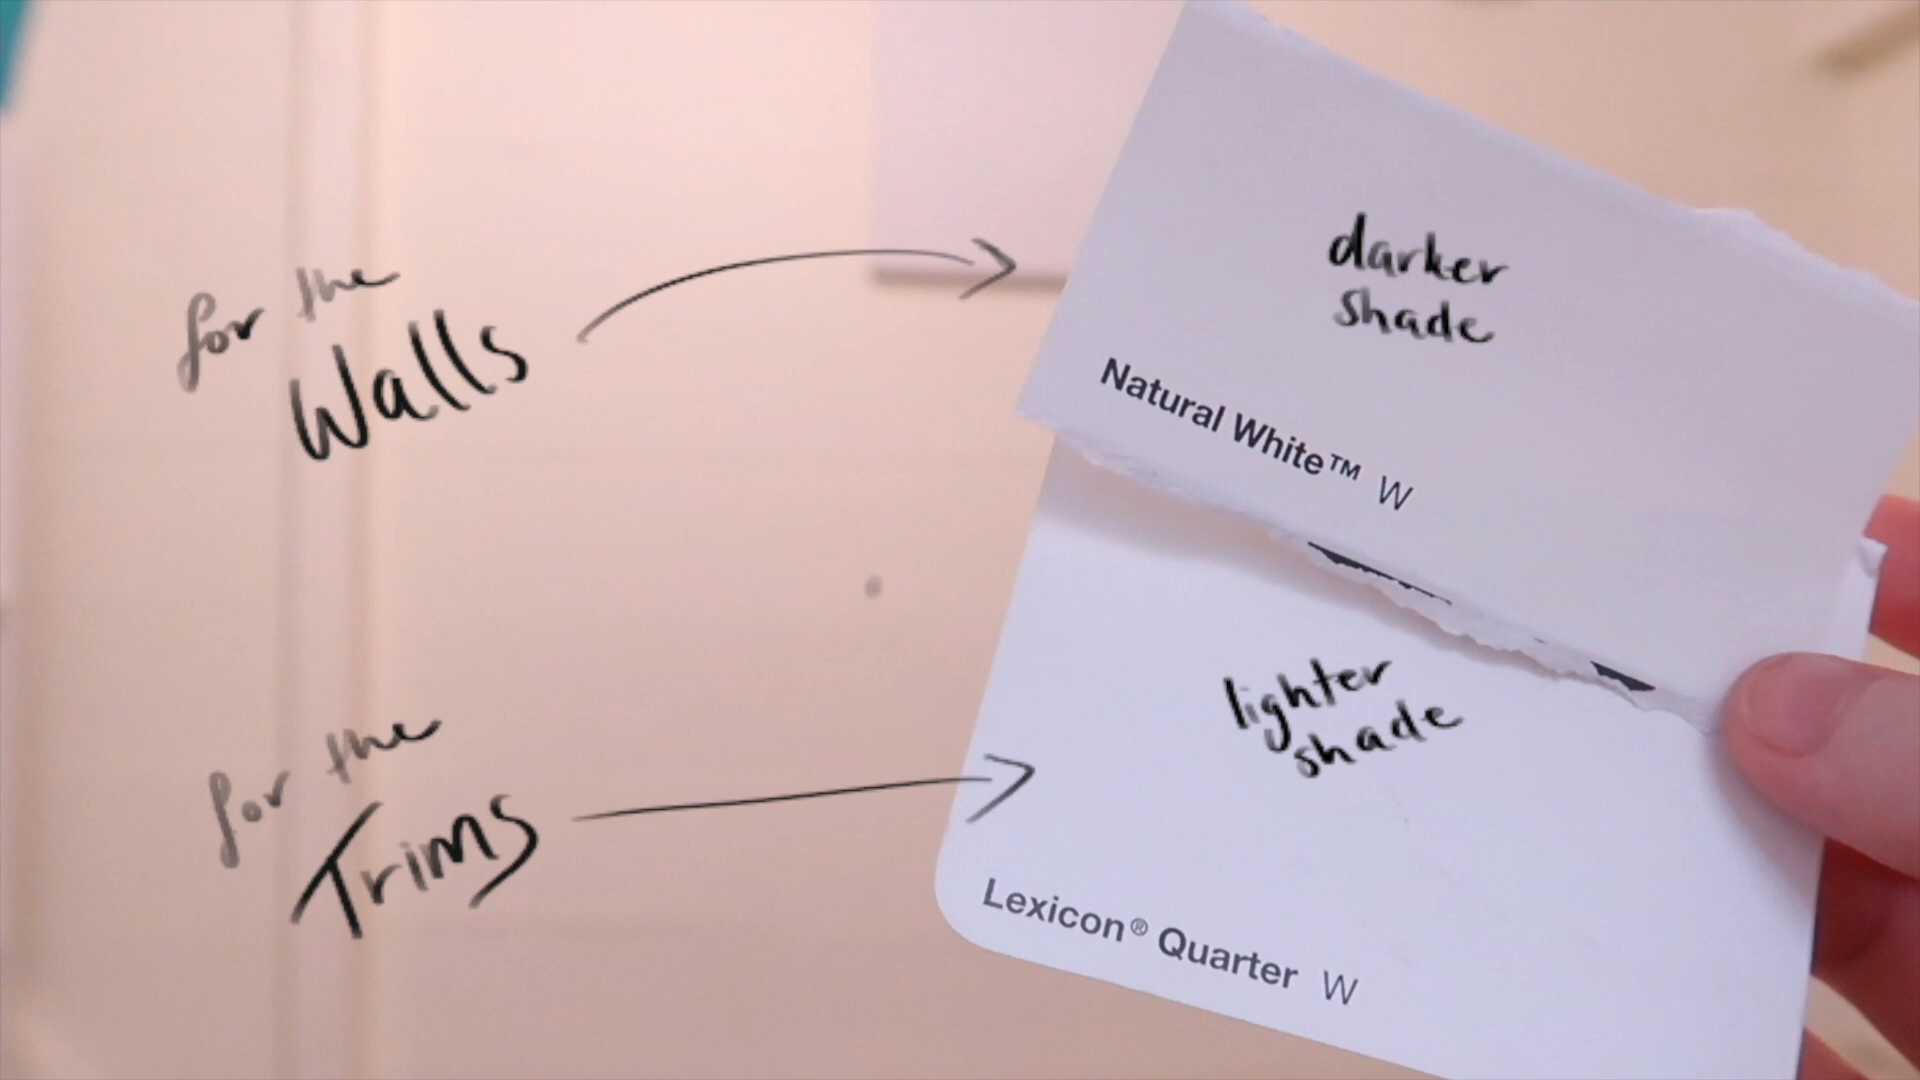 for the
Walls
darker
shade
Natural White™ W
for the
Trims
lighter
shade
Lexicon® Quarter W